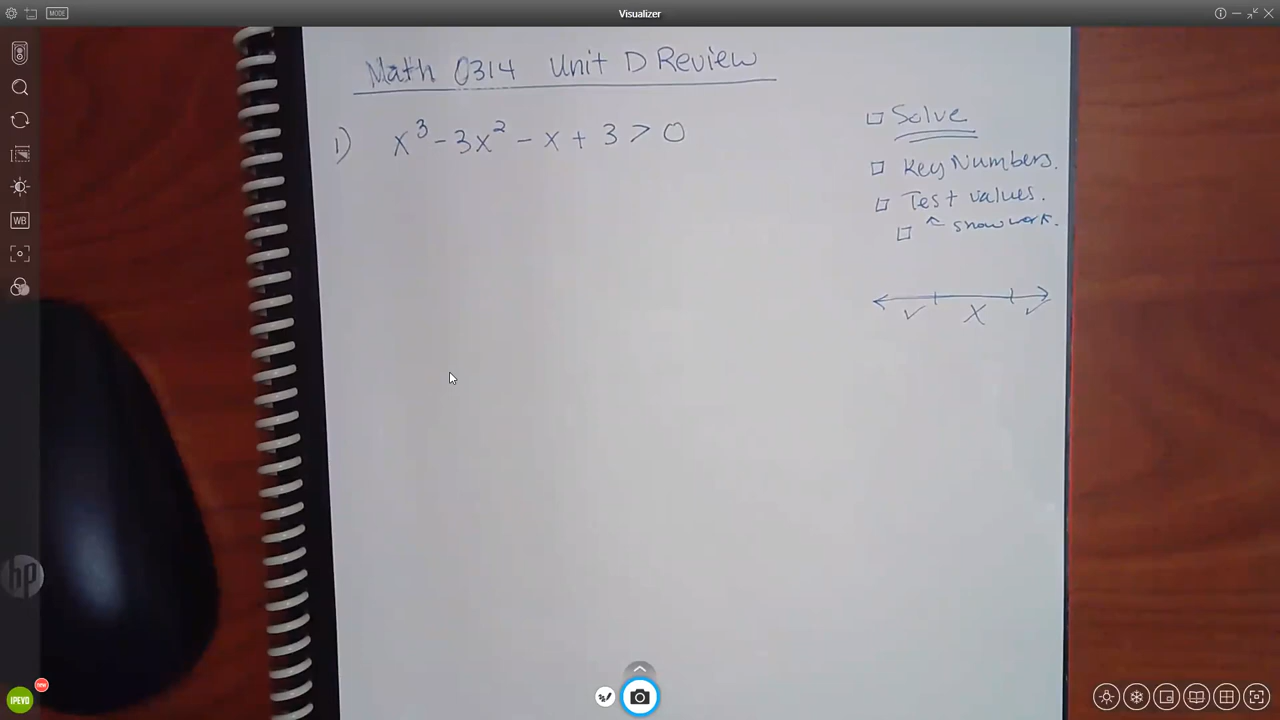 MODE
Visualizer
Math 0314 Unit D Review
1) x³ - 3x² - x + 3 > 0
Solve
Key Numbers.
Test values.
^ show work.
✓ X ✓
hp
IPEVO
new
WB